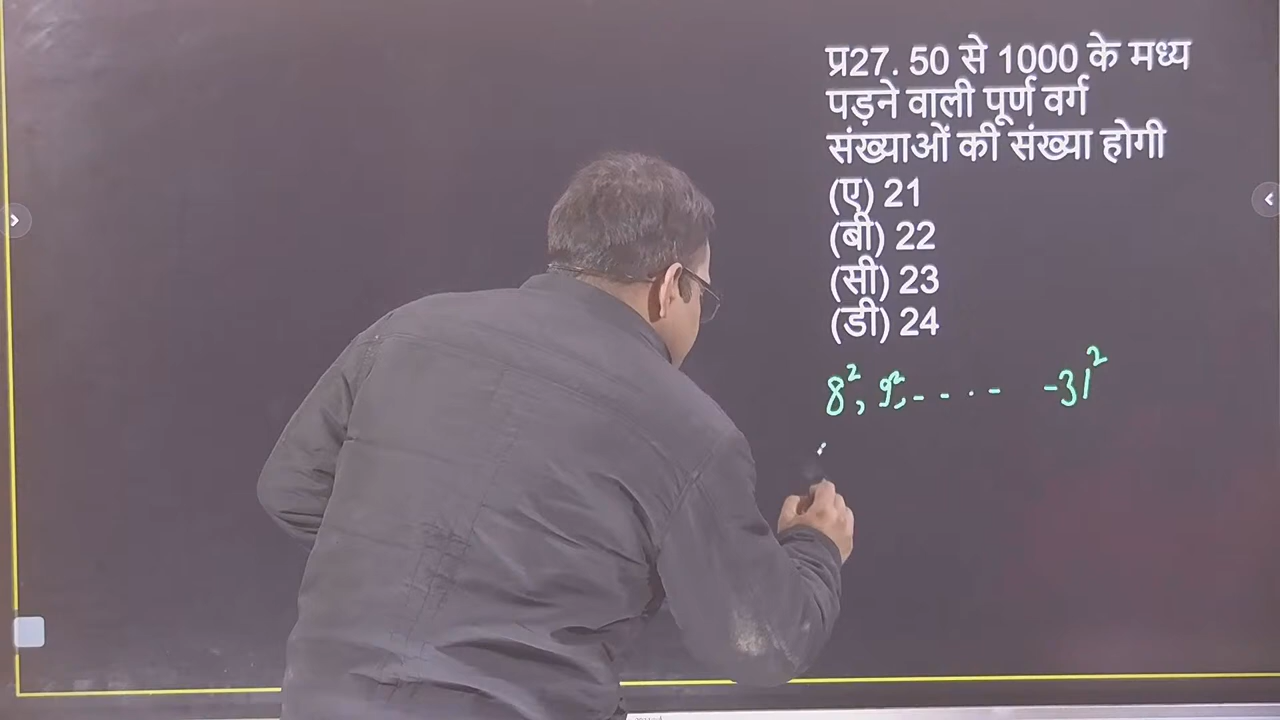 प्र27. 50 से 1000 के मध्य
पड़ने वाली पूर्ण वर्ग
संख्याओं की संख्या होगी
(ए) 21
(बी) 22
(सी) 23
(डी) 24
8², 9², - - · - -31²